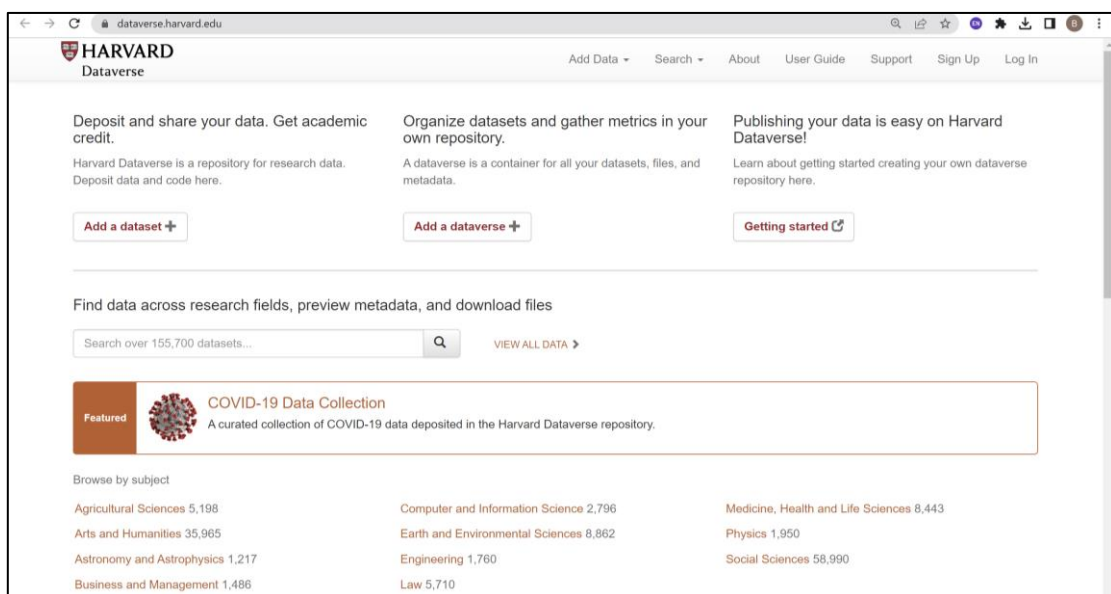 dataverse.harvard.edu
EN
B
HARVARD
Dataverse
Add Data
Search
About
User Guide
Support
Sign Up
Log In
Deposit and share your data. Get academic
credit.
Harvard Dataverse is a repository for research data.
Deposit data and code here.
Add a dataset
Organize datasets and gather metrics in your
own repository.
A dataverse is a container for all your datasets, files, and
metadata.
Add a dataverse
Publishing your data is easy on Harvard
Dataverse!
Learn about getting started creating your own dataverse
repository here.
Getting started
Find data across research fields, preview metadata, and download files
Search over 155,700 datasets...
VIEW ALL DATA
Featured
COVID-19 Data Collection
A curated collection of COVID-19 data deposited in the Harvard Dataverse repository.
Browse by subject
Agricultural Sciences 5,198
Arts and Humanities 35,965
Astronomy and Astrophysics 1,217
Business and Management 1,486
Computer and Information Science 2,796
Earth and Environmental Sciences 8,862
Engineering 1,760
Law 5,710
Medicine, Health and Life Sciences 8,443
Physics 1,950
Social Sciences 58,990